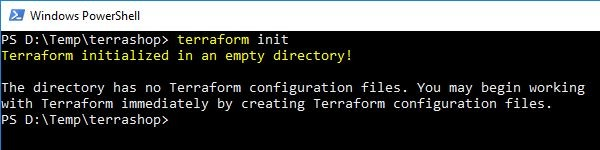 Windows PowerShell
PS D:\Temp\terrashop> terraform init
Terraform initialized in an empty directory!
The directory has no Terraform configuration files. You may begin working
with Terraform immediately by creating Terraform configuration files.
PS D:\Temp\terrashop>